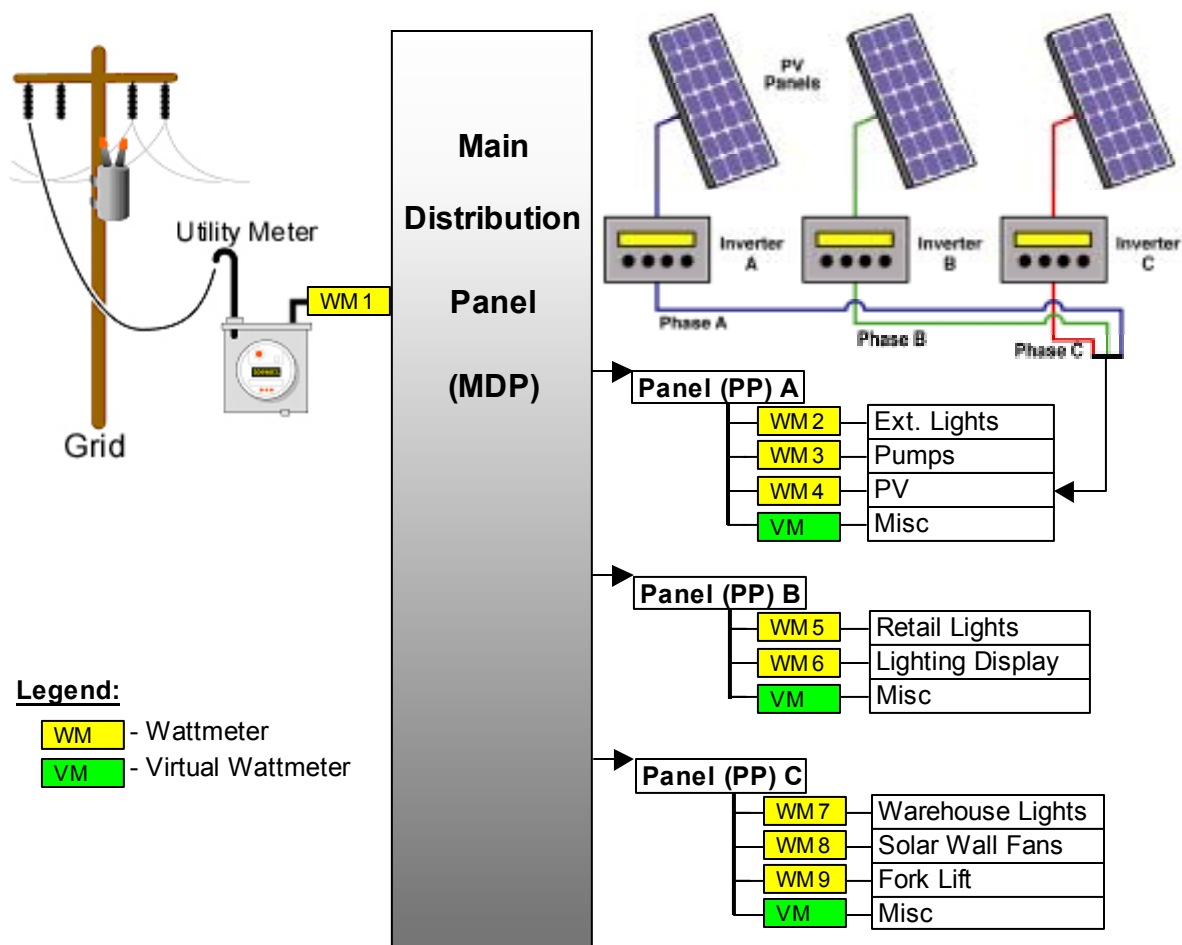 Grid
Utility Meter
WM 1
Main
Distribution
Panel
(MDP)
PV
Panels
Inverter
A
Inverter
B
Inverter
C
Phase A
Phase B
Phase C
Panel (PP) A
WM 2 Ext. Lights
WM 3 Pumps
WM 4 PV
VM Misc
Panel (PP) B
WM 5 Retail Lights
WM 6 Lighting Display
VM Misc
Panel (PP) C
WM 7 Warehouse Lights
WM 8 Solar Wall Fans
WM 9 Fork Lift
VM Misc
Legend:
WM - Wattmeter
VM - Virtual Wattmeter